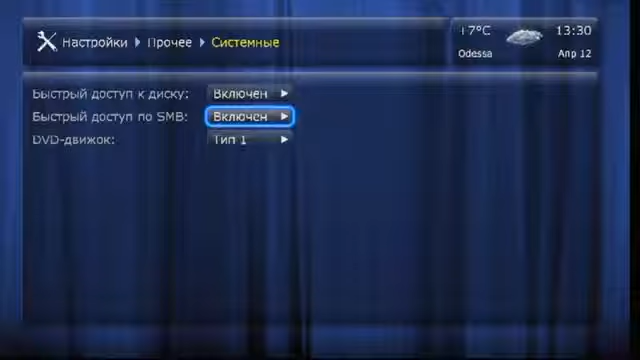 Настройки Прочее Системные
+7°C
13:30
Odessa
Апр 12
Быстрый доступ к диску: Включен
Быстрый доступ по SMB: Включен
DVD-движок: Тип 1